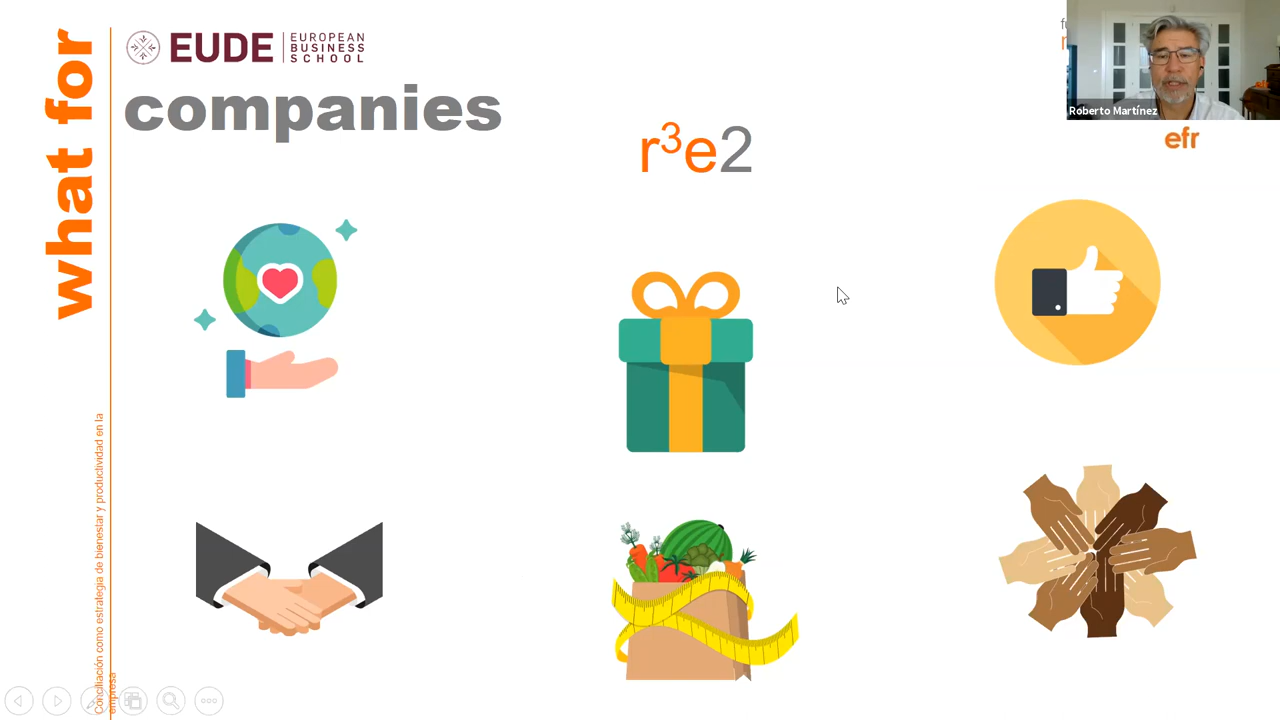 what for
EUDE
EUROPEAN
BUSINESS
SCHOOL
companies
r³e2
Roberto Martínez
efr
Conciliación como estrategia de bienestar y productividad en la
empresa